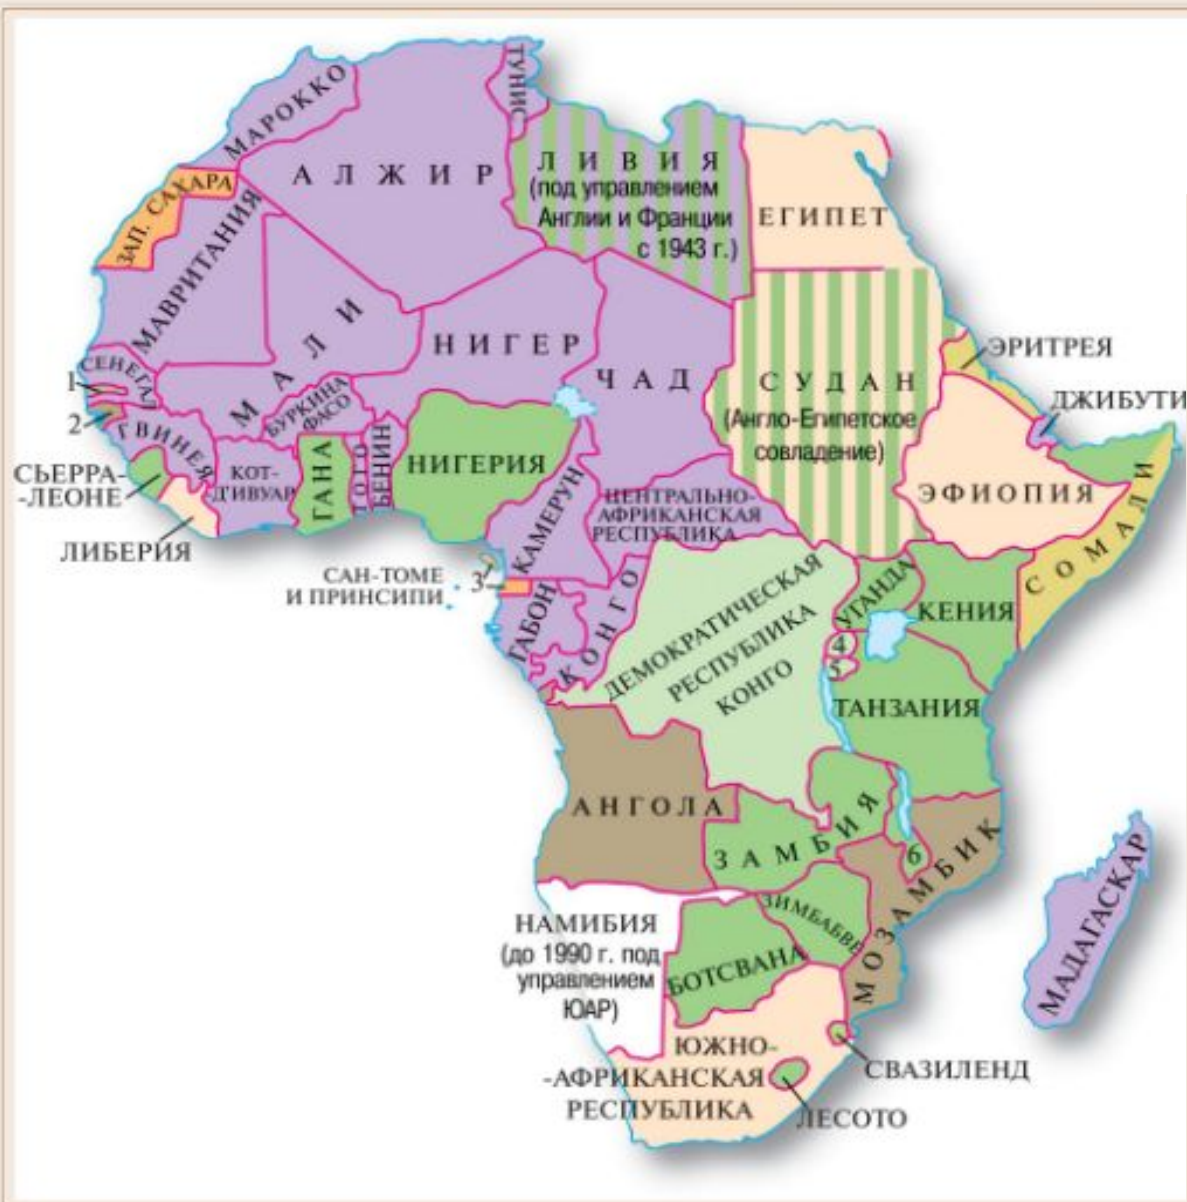 ТУНИС
МАРОККО
АЛЖИР
ЛИВИЯ
(под управлением
Англии и Франции
с 1943 г.)
ЕГИПЕТ
ЗАП. САХАРА
МАВРИТАНИЯ
МАЛИ
НИГЕР
ЧАД
СУДАН
(Англо-Египетское
совладение)
ЭРИТРЕЯ
ДЖИБУТИ
СЕНЕГАЛ
1
2
ГВИНЕЯ
БУРКИНА
ФАСО
СЬЕРРА-
-ЛЕОНЕ
КОТ-
Д'ИВУАР
ГАНА
ТОГО
БЕНИН
НИГЕРИЯ
КАМЕРУН
ЦЕНТРАЛЬНО-
АФРИКАНСКАЯ
РЕСПУБЛИКА
ЭФИОПИЯ
СОМАЛИ
ЛИБЕРИЯ
САН-ТОМЕ
И ПРИНСИПИ
3
ГАБОН
КОНГО
ДЕМОКРАТИЧЕСКАЯ
РЕСПУБЛИКА
КОНГО
УГАНДА
КЕНИЯ
4
5
ТАНЗАНИЯ
АНГОЛА
ЗАМБИЯ
6
МОЗАМБИК
ЗИМБАБВЕ
НАМИБИЯ
(до 1990 г. под
управлением
ЮАР)
БОТСВАНА
МАДАГАСКАР
ЮЖНО-
-АФРИКАНСКАЯ
РЕСПУБЛИКА
СВАЗИЛЕНД
ЛЕСОТО